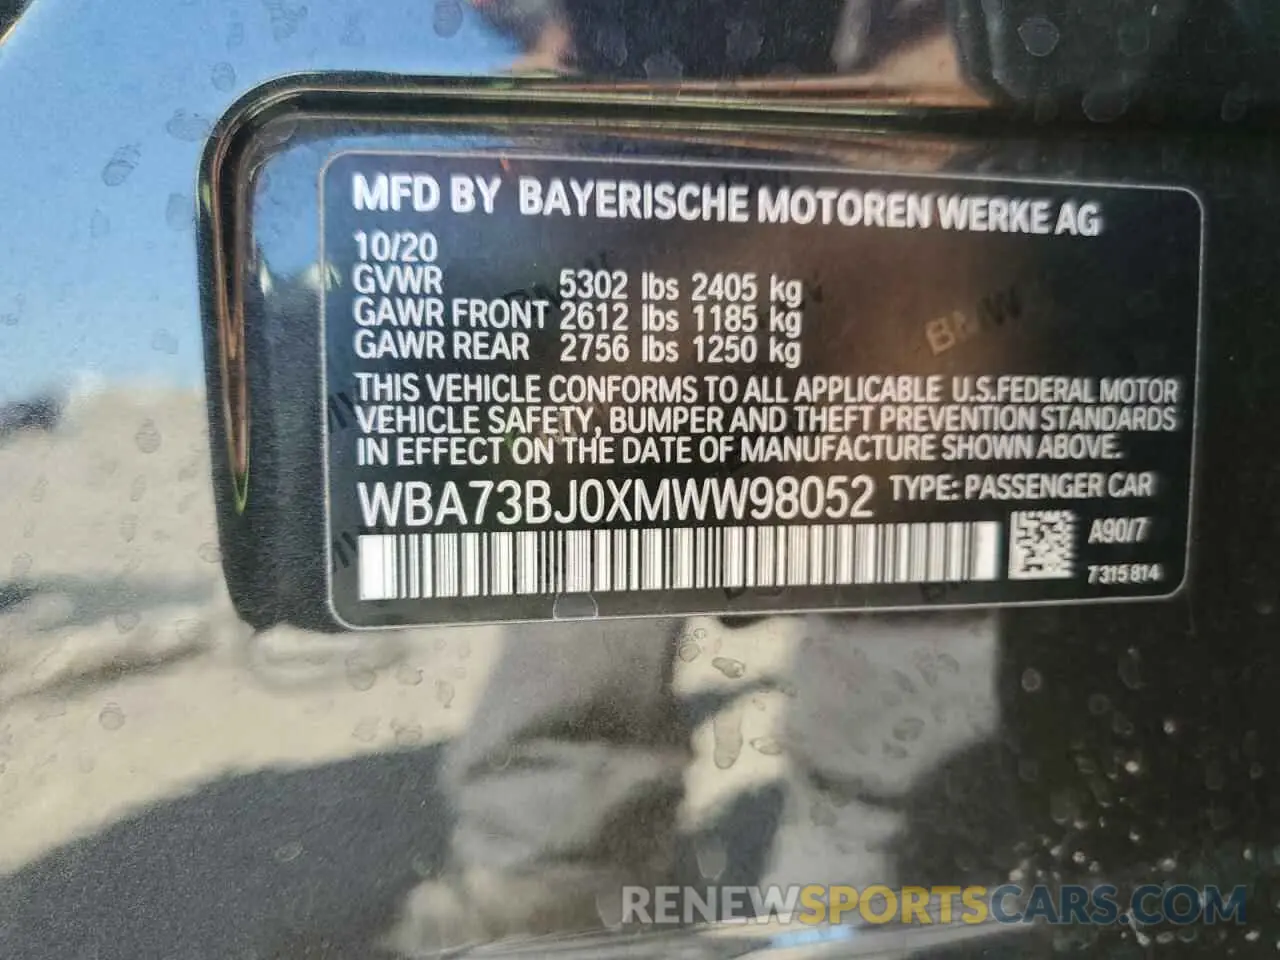 MFD BY BAYERISCHE MOTOREN WERKE AG
10/20
GVWR 5302 lbs 2405 kg
GAWR FRONT 2612 lbs 1185 kg
GAWR REAR 2756 lbs 1250 kg
BMW
THIS VEHICLE CONFORMS TO ALL APPLICABLE U.S.FEDERAL MOTOR
VEHICLE SAFETY, BUMPER AND THEFT PREVENTION STANDARDS
IN EFFECT ON THE DATE OF MANUFACTURE SHOWN ABOVE.
WBA73BJ0XMWW98052 TYPE: PASSENGER CAR
A90/7
7315814
RENEWSPORTSCARS.COM